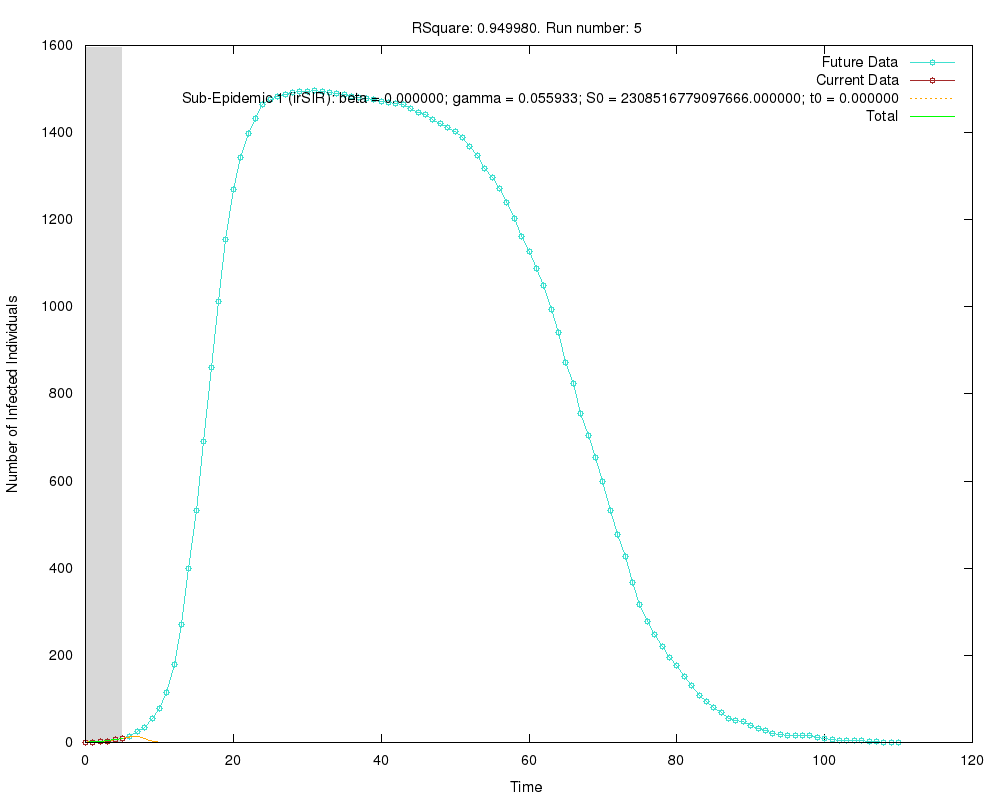 RSquare: 0.949980. Run number: 5
1600
1400
1200
1000
800
600
400
200
0
Number of Infected Individuals
Future Data
Current Data
Sub-Epidemic 1 (irSIR): beta = 0.000000; gamma = 0.055933; S0 = 2308516779097666.000000; t0 = 0.000000
Total
0 20 40 60 80 100 120
Time